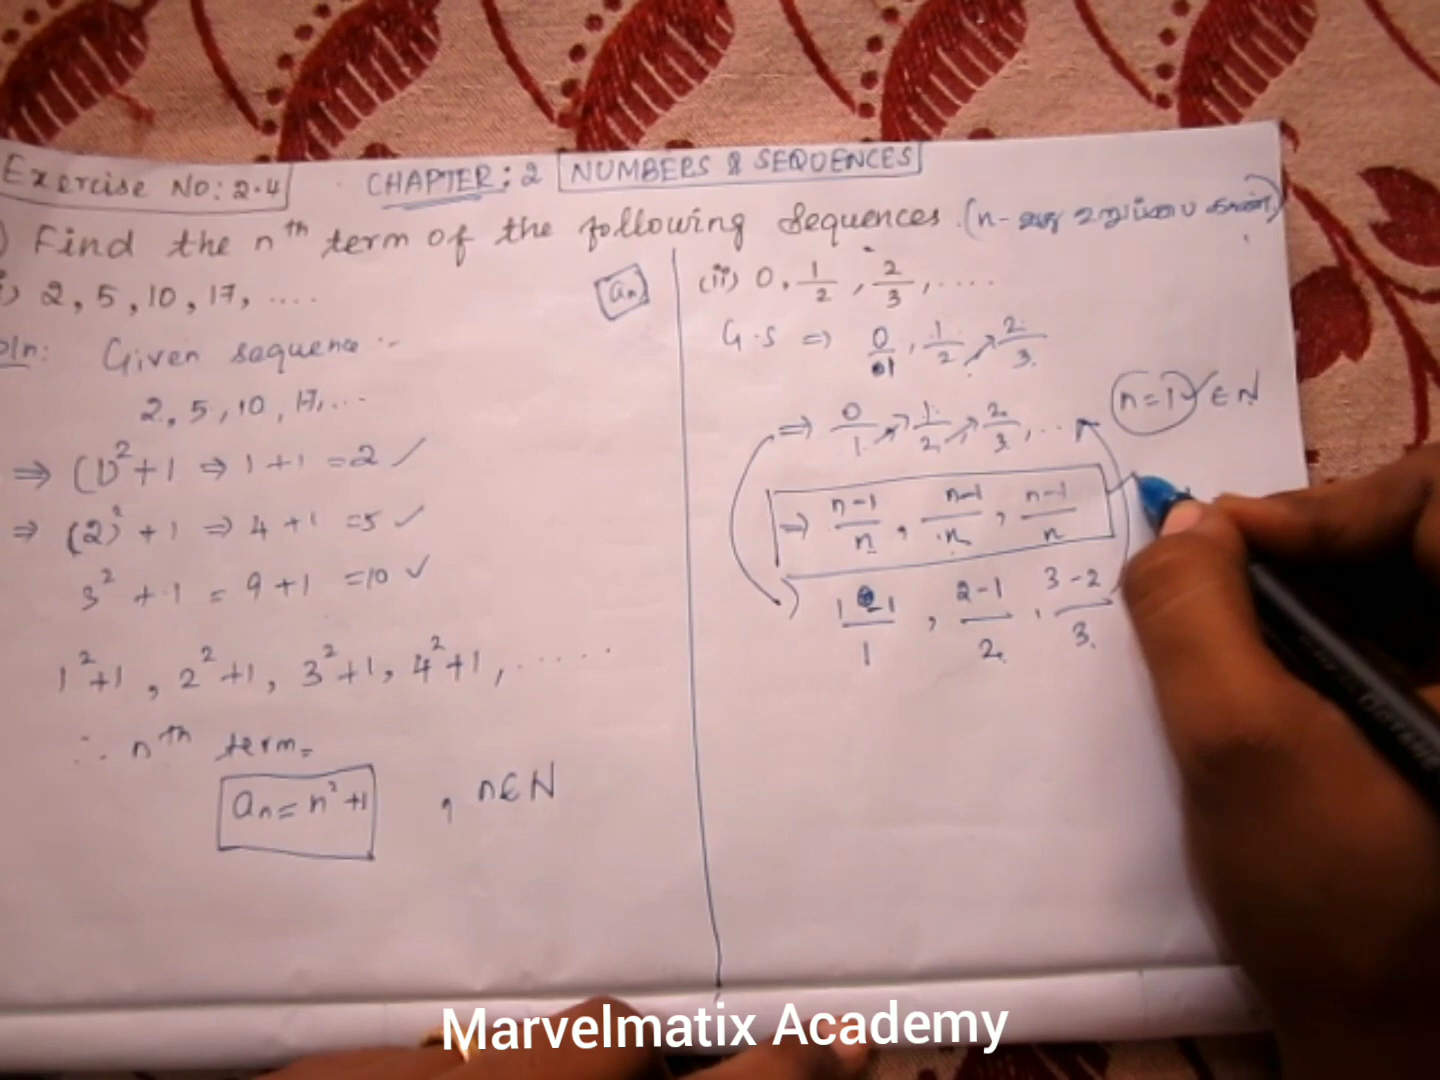 Exercise No: 2.4
CHAPTER: 2 NUMBERS & SEQUENCES
) Find the nth term of the following Sequences. (n-வது உறுப்பை காண்)
i) 2, 5, 10, 17, ....
an
oln: Given sequence :-
2, 5, 10, 17, ...
⇒ (1)²+1 ⇒ 1+1 =2 ✓
⇒ (2)²+1 ⇒ 4+1 =5 ✓
3²+1 = 9+1 =10 ✓
1²+1, 2²+1, 3²+1, 4²+1, ......
∴ nth term =
an = n²+1 , n∈N
(ii) 0, 1/2, 2/3, ....
G.S ⇒ 0/1, 1/2, 2/3
⇒ 0/1, 1/2, 2/3, ...
n=1 ✓ ∈ N
⇒ n-1/n, n-1/n, n-1/n
1-1/1, 2-1/2, 3-2/3
Marvelmatix Academy